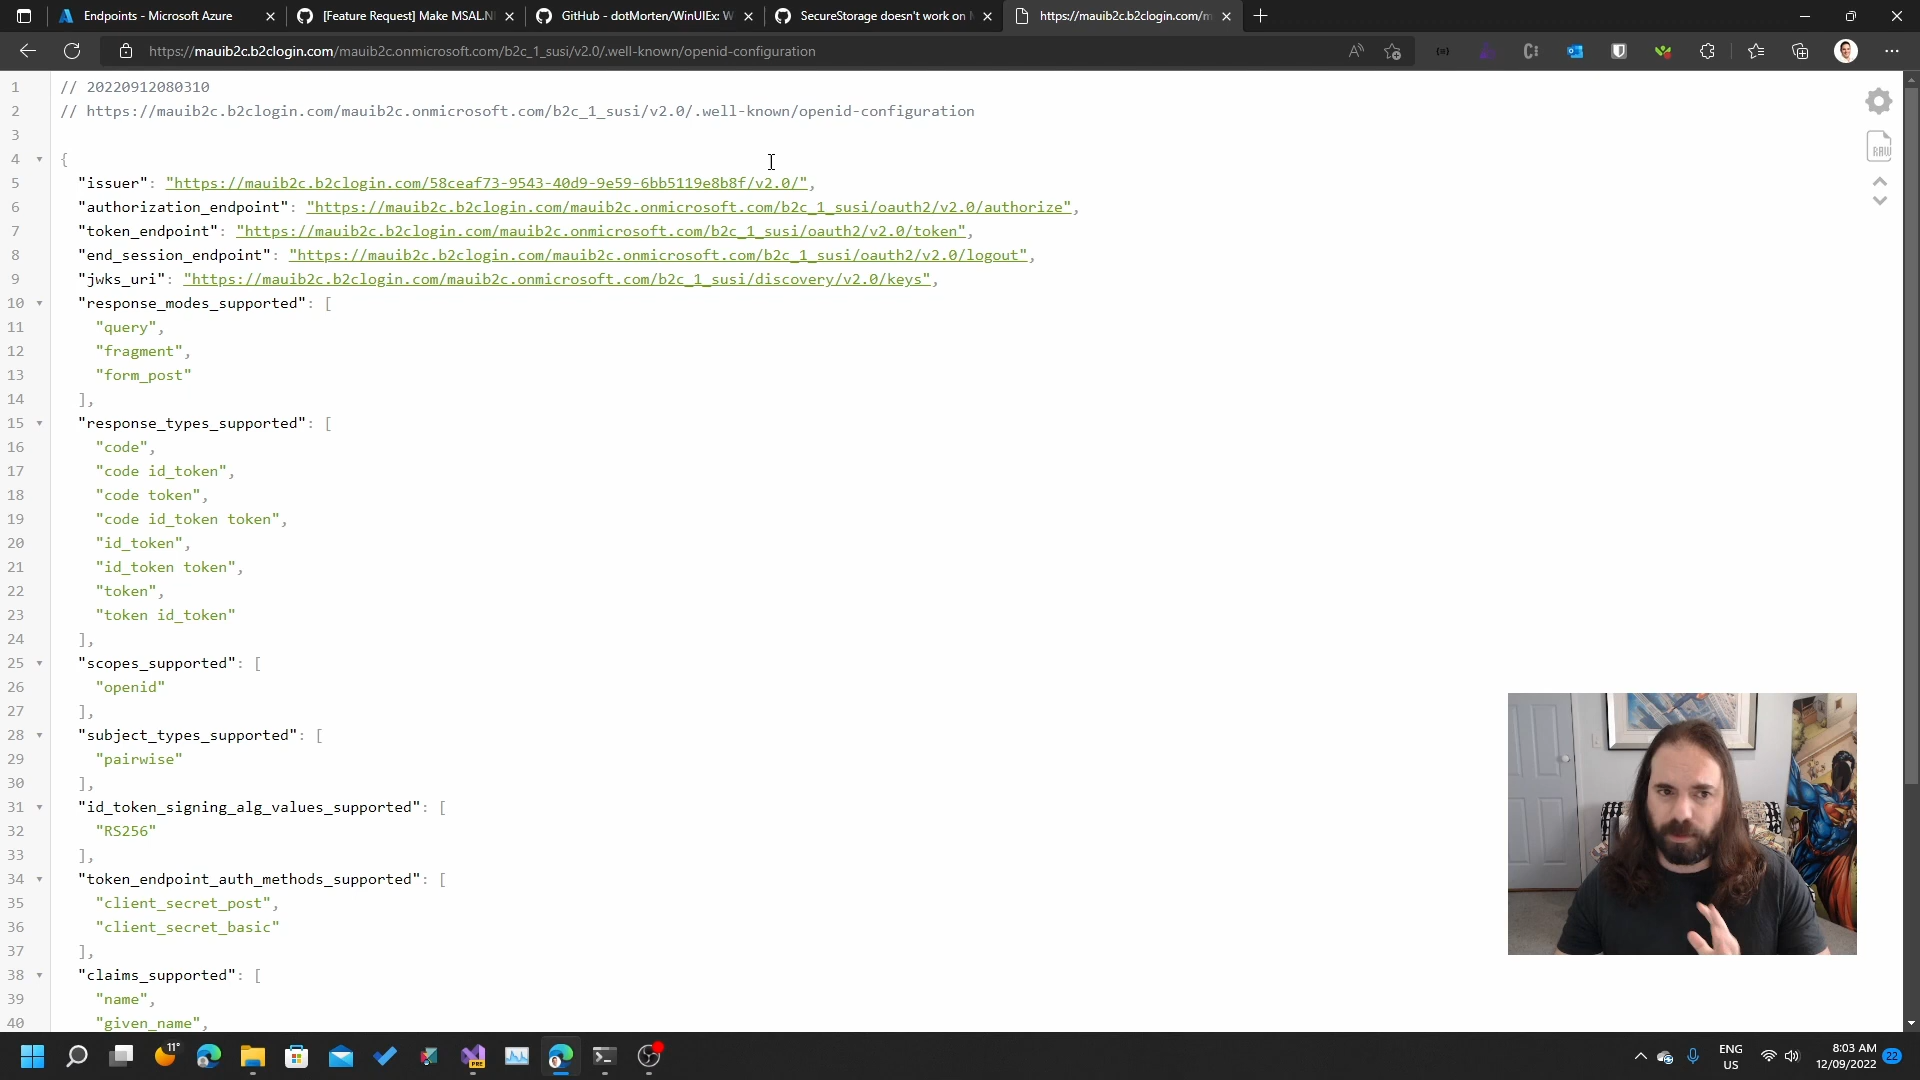 Endpoints - Microsoft Azure
[Feature Request] Make MSAL.N
GitHub - dotMorten/WinUIEx: W
SecureStorage doesn't work on
https://mauib2c.b2clogin.com/m
https://mauib2c.b2clogin.com/mauib2c.onmicrosoft.com/b2c_1_susi/v2.0/.well-known/openid-configuration
1 // 20220912080310
2 // https://mauib2c.b2clogin.com/mauib2c.onmicrosoft.com/b2c_1_susi/v2.0/.well-known/openid-configuration
3
4 {
5 "issuer": "https://mauib2c.b2clogin.com/58ceaf73-9543-40d9-9e59-6bb5119e8b8f/v2.0/",
6 "authorization_endpoint": "https://mauib2c.b2clogin.com/mauib2c.onmicrosoft.com/b2c_1_susi/oauth2/v2.0/authorize",
7 "token_endpoint": "https://mauib2c.b2clogin.com/mauib2c.onmicrosoft.com/b2c_1_susi/oauth2/v2.0/token",
8 "end_session_endpoint": "https://mauib2c.b2clogin.com/mauib2c.onmicrosoft.com/b2c_1_susi/oauth2/v2.0/logout",
9 "jwks_uri": "https://mauib2c.b2clogin.com/mauib2c.onmicrosoft.com/b2c_1_susi/discovery/v2.0/keys",
10 "response_modes_supported": [
11 "query",
12 "fragment",
13 "form_post"
14 ],
15 "response_types_supported": [
16 "code",
17 "code id_token",
18 "code token",
19 "code id_token token",
20 "id_token",
21 "id_token token",
22 "token",
23 "token id_token"
24 ],
25 "scopes_supported": [
26 "openid"
27 ],
28 "subject_types_supported": [
29 "pairwise"
30 ],
31 "id_token_signing_alg_values_supported": [
32 "RS256"
33 ],
34 "token_endpoint_auth_methods_supported": [
35 "client_secret_post",
36 "client_secret_basic"
37 ],
38 "claims_supported": [
39 "name",
40 "given_name",
RAW
11°
PRE
ENG
US
8:03 AM
12/09/2022
22